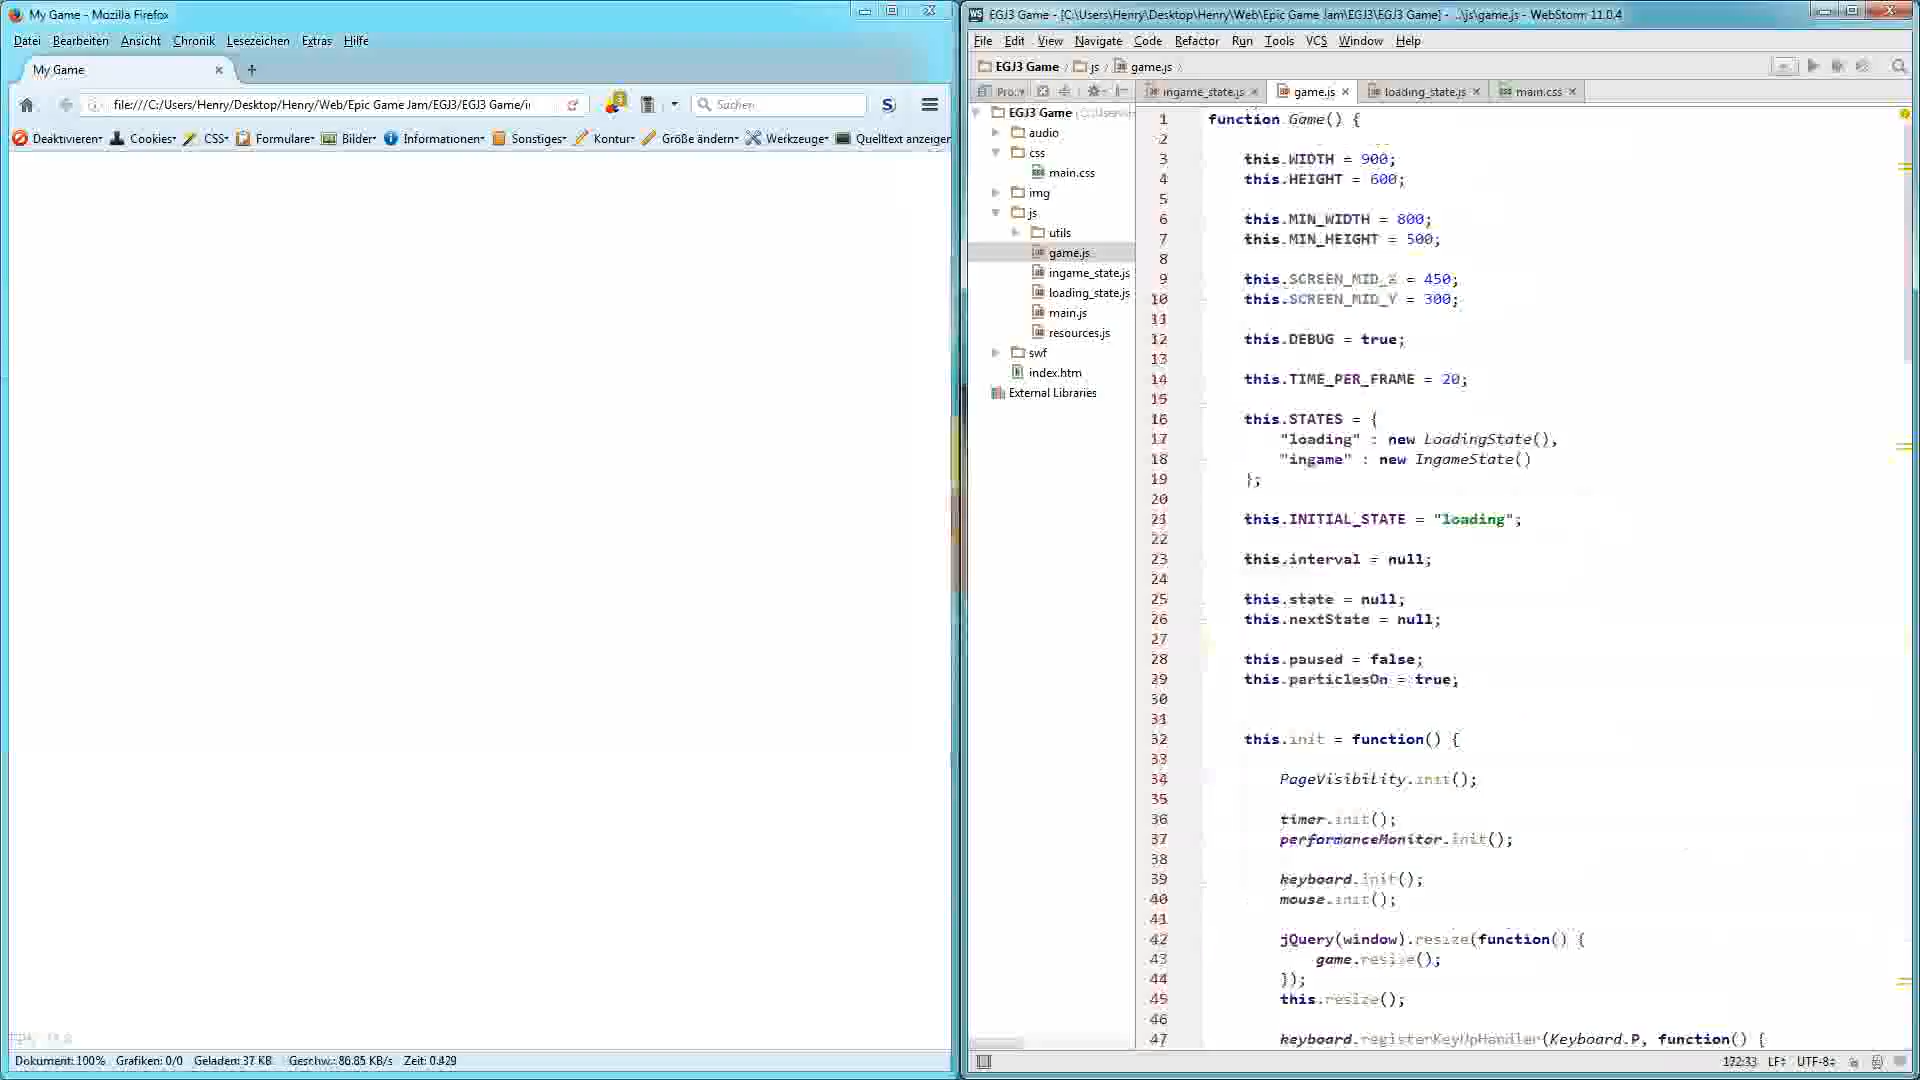 My Game - Mozilla Firefox
Datei Bearbeiten Ansicht Chronik Lesezeichen Extras Hilfe
My Game × +
file:///C:/Users/Henry/Desktop/Henry/Web/Epic Game Jam/EGJ3/EGJ3 Game/i
3
Suchen
S
Deaktivieren Cookies CSS Formulare Bilder Informationen Sonstiges Kontur Größe ändern Werkzeuge Quelltext anzeigen
Dokument: 100% Grafiken: 0/0 Geladen: 37 KB Geschw.: 86.85 KB/s Zeit: 0.429
WS EGJ3 Game - [C:\Users\Henry\Desktop\Henry\Web\Epic Game Jam\EGJ3\EGJ3 Game] - ...\js\game.js - WebStorm 11.0.4
File Edit View Navigate Code Refactor Run Tools VCS Window Help
EGJ3 Game js game.js
Pro... ingame_state.js × game.js × loading_state.js × main.css ×
EGJ3 Game
audio
css
main.css
img
js
utils
game.js
ingame_state.js
loading_state.js
main.js
resources.js
swf
index.htm
External Libraries
1 function Game() {
2
3 this.WIDTH = 900;
4 this.HEIGHT = 600;
5
6 this.MIN_WIDTH = 800;
7 this.MIN_HEIGHT = 500;
8
9 this.SCREEN_MID_X = 450;
10 this.SCREEN_MID_Y = 300;
11
12 this.DEBUG = true;
13
14 this.TIME_PER_FRAME = 20;
15
16 this.STATES = {
17 "loading" : new LoadingState(),
18 "ingame" : new IngameState()
19 };
20
21 this.INITIAL_STATE = "loading";
22
23 this.interval = null;
24
25 this.state = null;
26 this.nextState = null;
27
28 this.paused = false;
29 this.particlesOn = true;
30
31
32 this.init = function() {
33
34 PageVisibility.init();
35
36 timer.init();
37 performanceMonitor.init();
38
39 keyboard.init();
40 mouse.init();
41
42 jQuery(window).resize(function() {
43 game.resize();
44 });
45 this.resize();
46
47 keyboard.registerKeyUpHandler(Keyboard.P, function() {
172:33 LF UTF-8